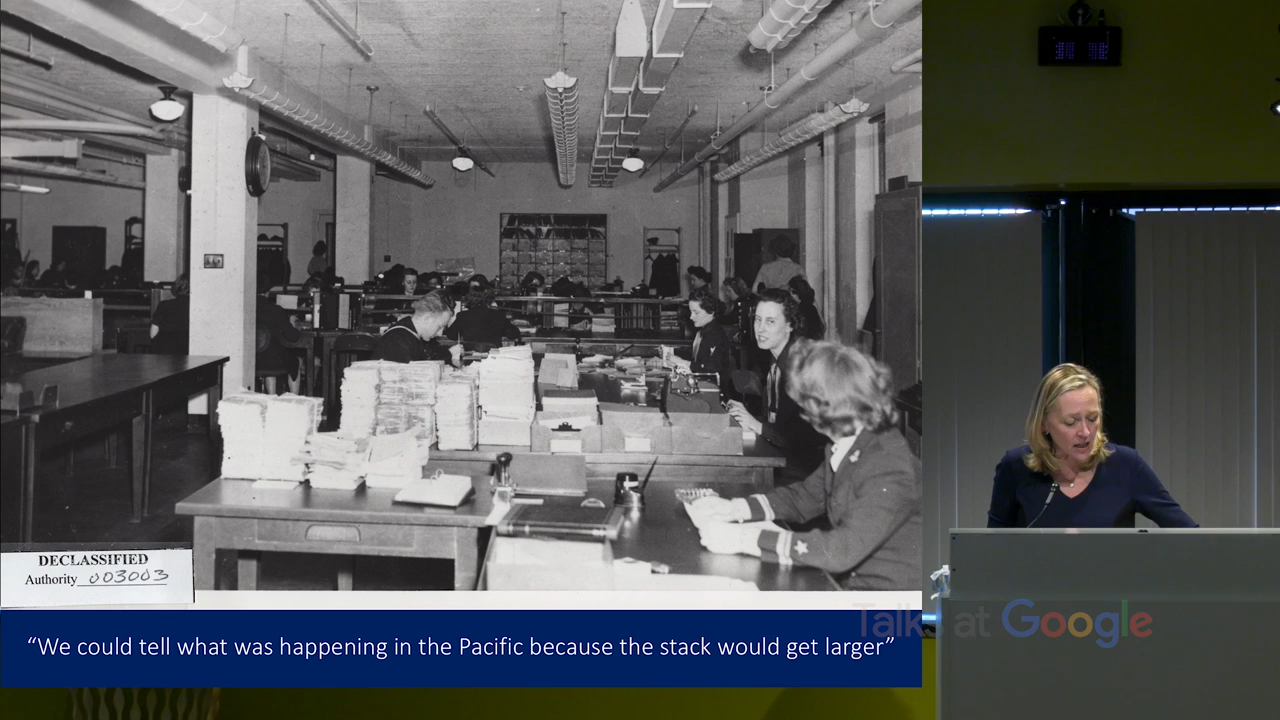 DECLASSIFIED
Authority 003003
“We could tell what was happening in the Pacific because the stack would get larger”
Talks at Google